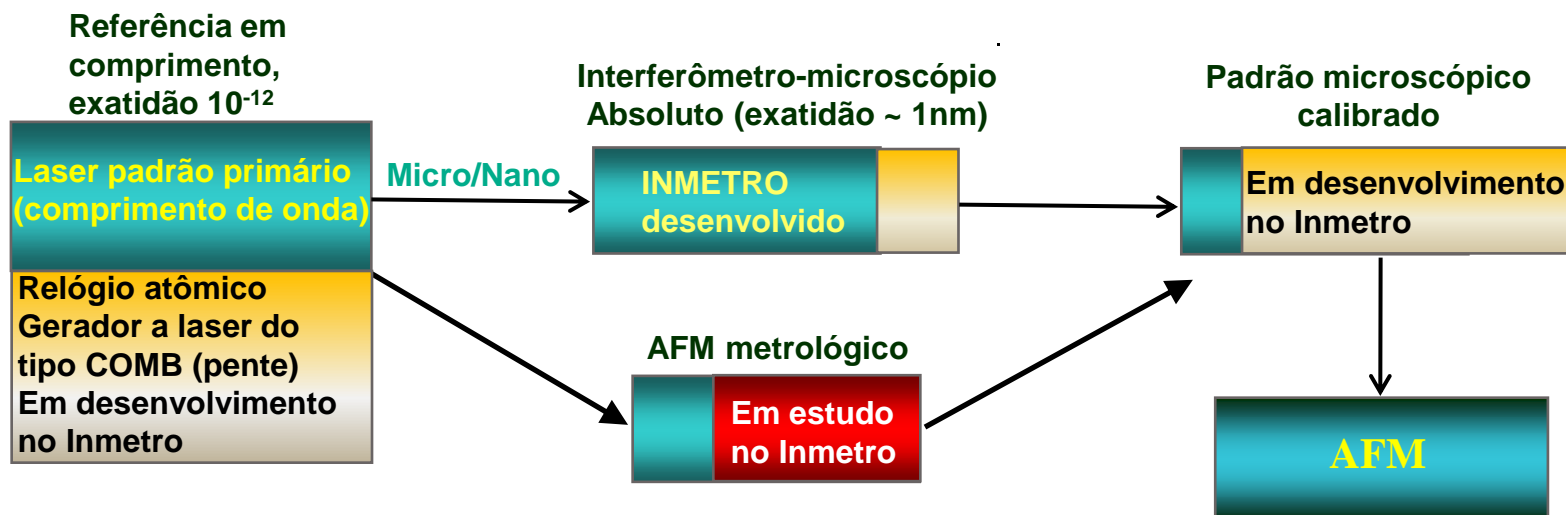 Referência em
comprimento,
exatidão 10⁻¹²
Laser padrão primário
(comprimento de onda)
Relógio atômico
Gerador a laser do
tipo COMB (pente)
Em desenvolvimento
no Inmetro
Micro/Nano
Interferômetro-microscópio
Absoluto (exatidão ~ 1nm)
INMETRO
desenvolvido
AFM metrológico
Em estudo
no Inmetro
Padrão microscópico
calibrado
Em desenvolvimento
no Inmetro
AFM